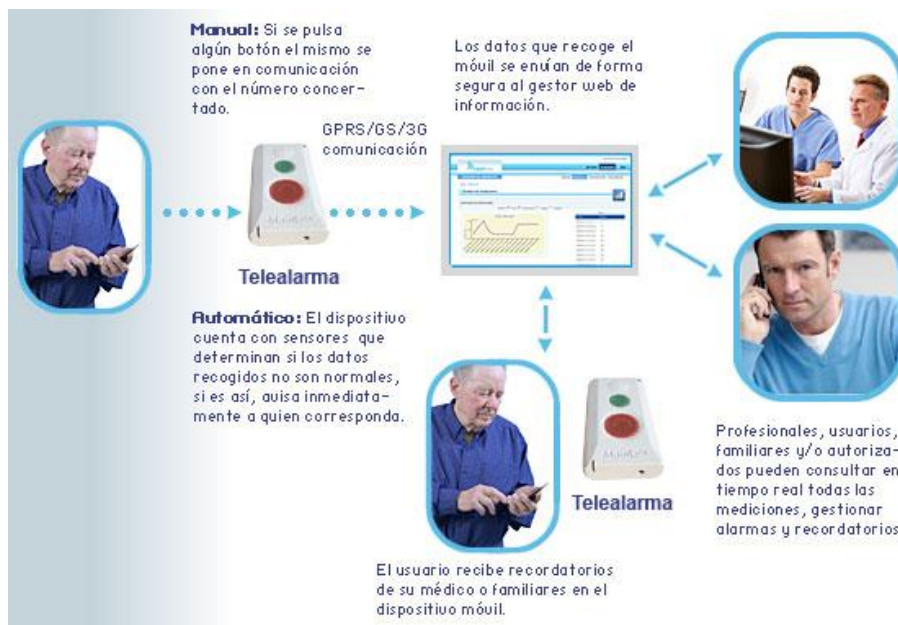 Manual: Si se pulsa
algún botón el mismo se
pone en comunicación
con el número concer-
tado.
GPRS/GS/3G
comunicación
Los datos que recoge el
móvil se envían de forma
segura al gestor web de
información.
Telealarma
Automático: El dispositivo
cuenta con sensores que
determinan si los datos
recogidos no son normales,
si es así, avisa inmediata-
mente a quien corresponda.
Telealarma
El usuario recibe recordatorios
de su médico o familiares en el
dispositivo móvil.
Profesionales, usuarios,
familiares y/o autoriza-
dos pueden consultar en
tiempo real todas las
mediciones, gestionar
alarmas y recordatorios